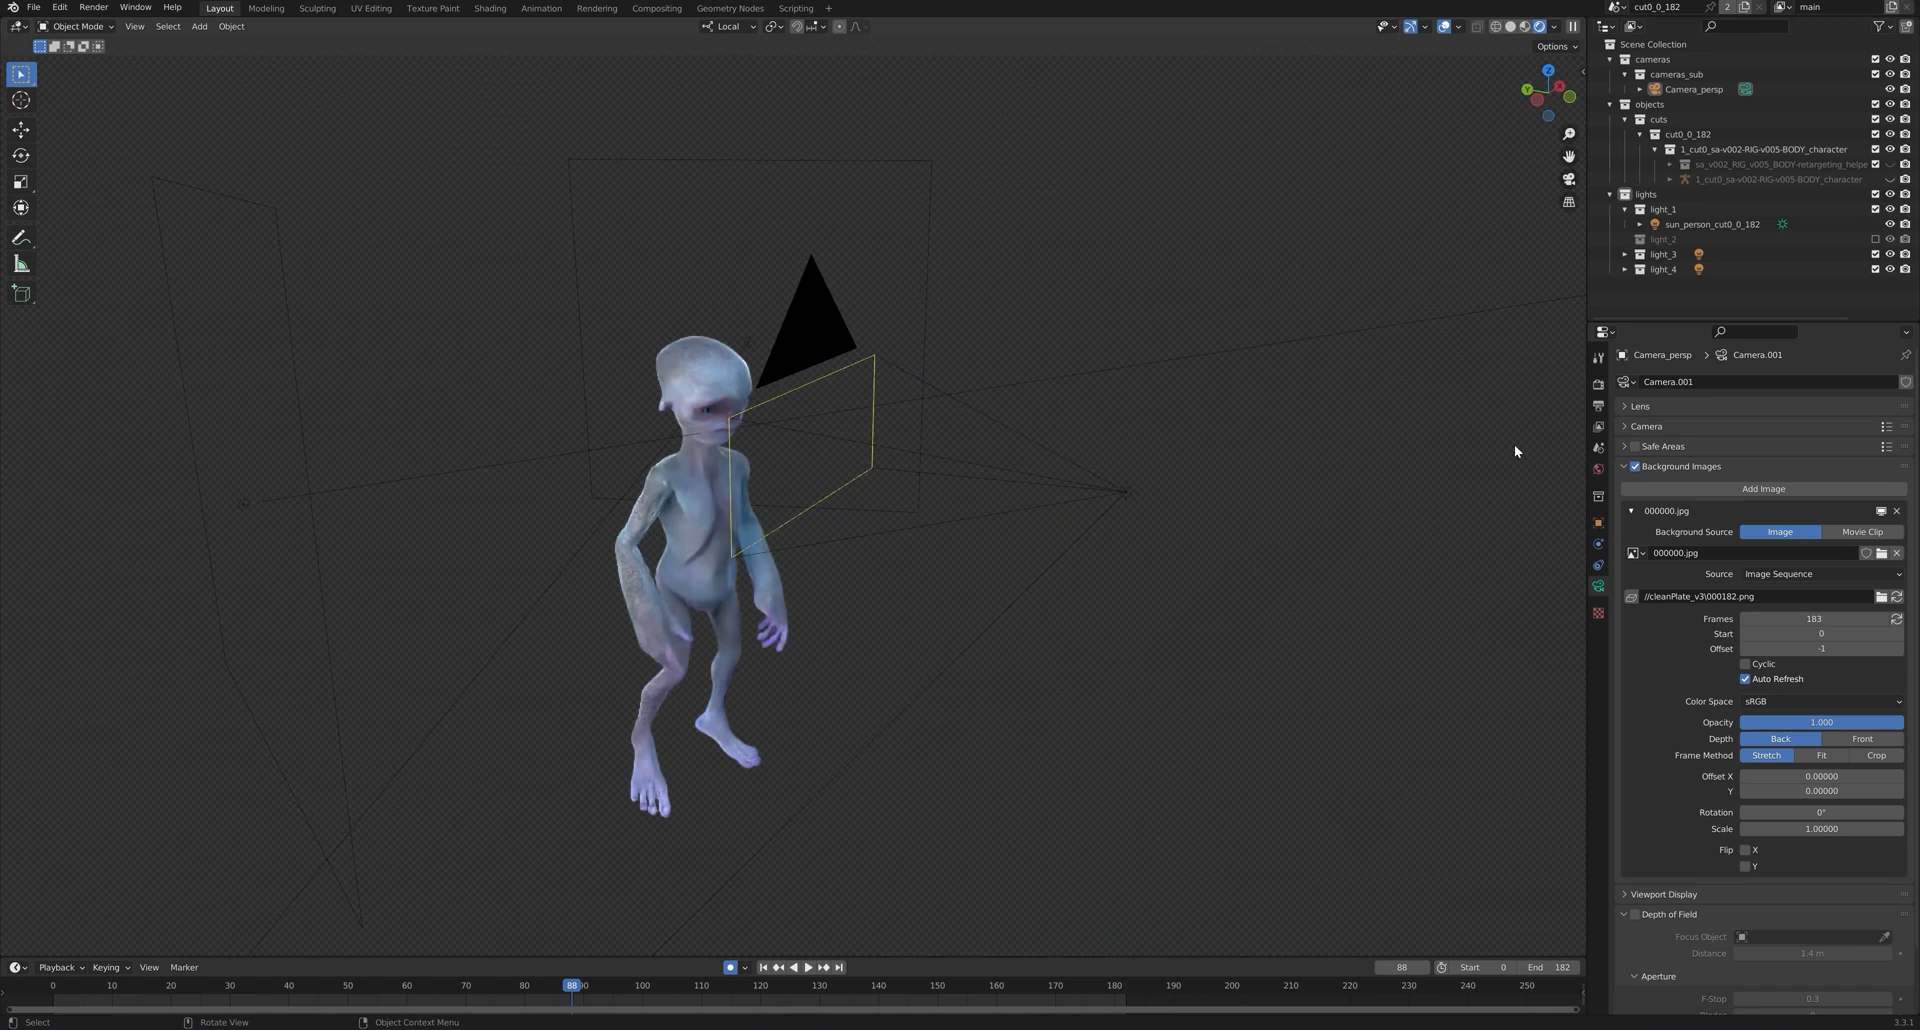 File Edit Render Window Help Layout Modeling Sculpting UV Editing Texture Paint Shading Animation Rendering Compositing Geometry Nodes Scripting + cut0_0_182 2 main
Object Mode View Select Add Object Local
Options
Z
Y X
Scene Collection
cameras
cameras_sub
Camera_persp
objects
cuts
cut0_0_182
1_cut0_sa-v002-RIG-v005-BODY_character
sa_v002_RIG_v005_BODY-retargeting_helpe
1_cut0_sa-v002-RIG-v005-BODY_character
lights
light_1
sun_person_cut0_0_182
light_2
light_3
light_4
Camera_persp > Camera.001
Camera.001
Lens
Camera
Safe Areas
Background Images
Add Image
000000.jpg
Background Source Image Movie Clip
000000.jpg
Source Image Sequence
//cleanPlate_v3\000182.png
Frames 183
Start 0
Offset -1
Cyclic
Auto Refresh
Color Space sRGB
Opacity 1.000
Depth Back Front
Frame Method Stretch Fit Crop
Offset X 0.00000
Y 0.00000
Rotation 0°
Scale 1.00000
Flip X
Y
Viewport Display
Depth of Field
Focus Object
Distance 1.4 m
Aperture
F-Stop 0.3
Playback Keying View Marker 88 Start 0 End 182
0 10 20 30 40 50 60 70 80 88 90 100 110 120 130 140 150 160 170 180 190 200 210 220 230 240 250
Select Rotate View Object Context Menu 3.3.1